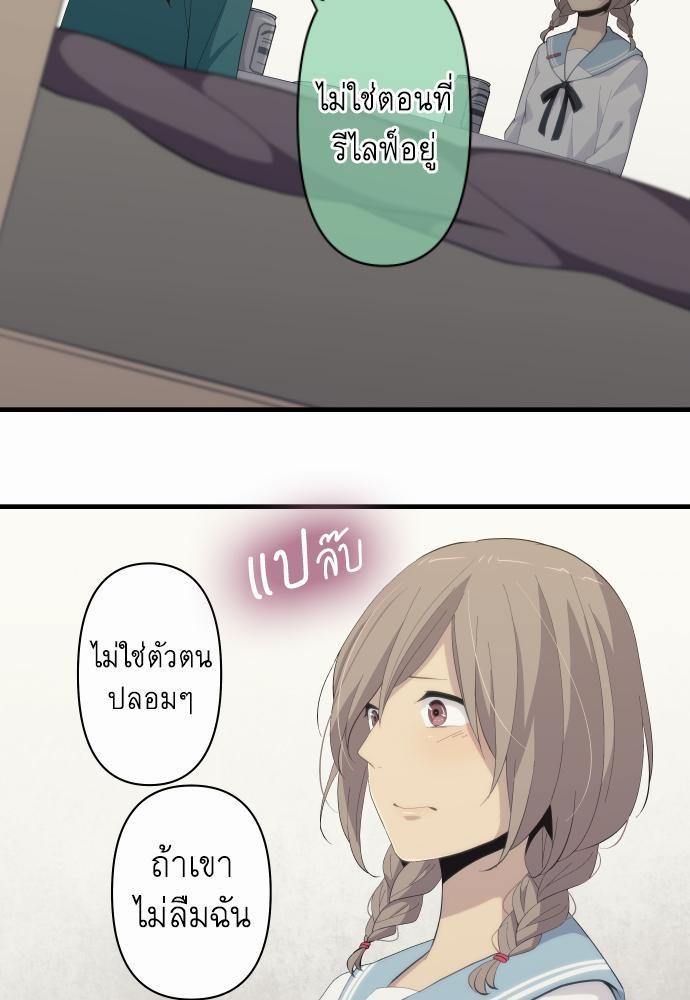 ไม่ใช่ตอนที่
รีไลฟ์อยู่
แปล๊บ
ไม่ใช่ตัวตน
ปลอมๆ
ถ้าเขา
ไม่ลืมฉัน